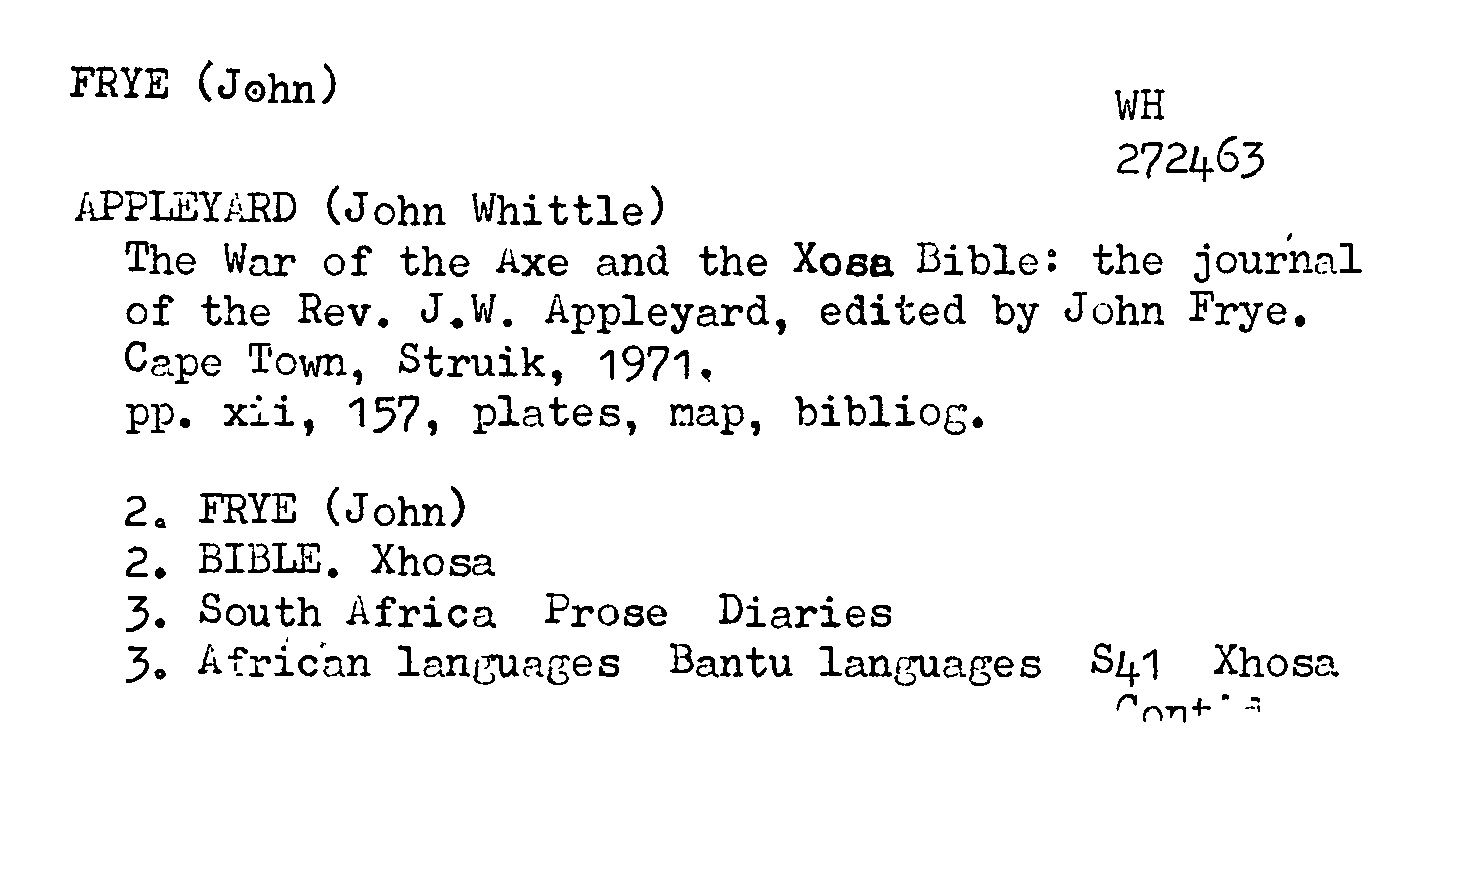 FRYE (John)
WH
272463
APPLEYARD (John Whittle)
The War of the Axe and the Xosa Bible: the journal
of the Rev. J.W. Appleyard, edited by John Frye.
Cape Town, Struik, 1971.
pp. xii, 157, plates, map, bibliog.
2. FRYE (John)
2. BIBLE. Xhosa
3. South Africa Prose Diaries
3. African languages Bantu languages S41 Xhosa